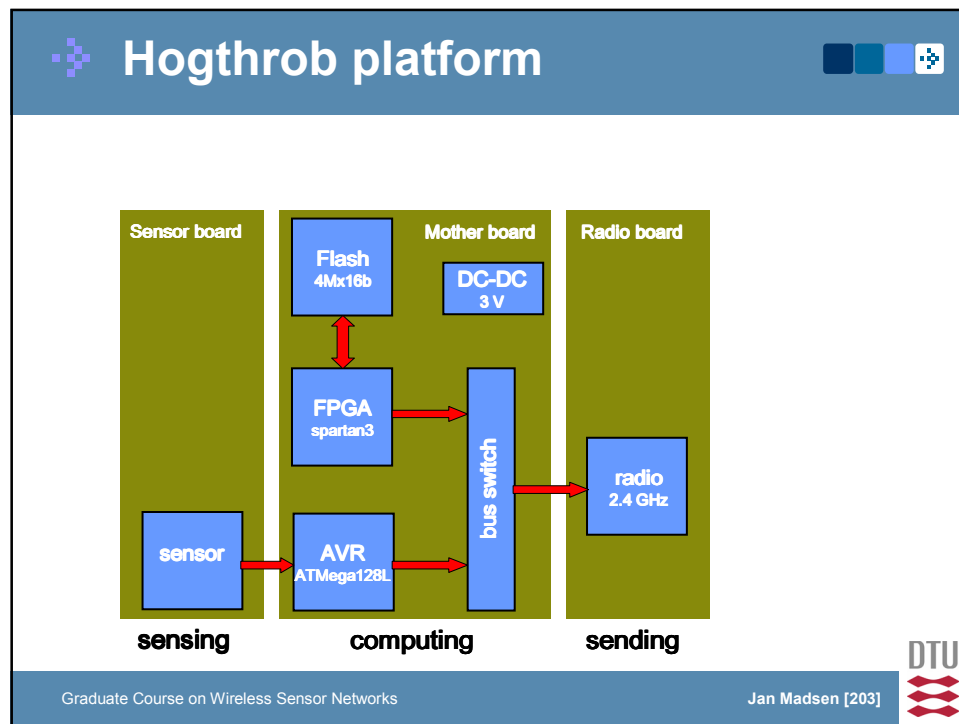 Hogthrob platform
Sensor board
Mother board
Radio board
Flash
4Mx16b
DC-DC
3 V
FPGA
spartan3
bus switch
radio
2.4 GHz
sensor
AVR
ATMega128L
sensing
computing
sending
DTU
Graduate Course on Wireless Sensor Networks
Jan Madsen [203]